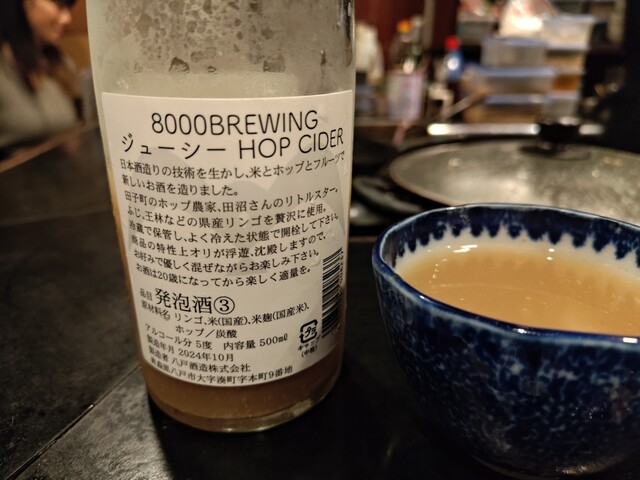 8000BREWING
ジューシー HOP CIDER
日本酒造りの技術を生かし、米とホップとフルーツで
新しいお酒を造りました。
田子町のホップ農家、田沼さんのリトルスター。
ふじ、王林などの県産リンゴを贅沢に使用。
冷蔵で保管し、よく冷えた状態で開栓して下さい。
商品の特性上オリが浮遊、沈殿しますので、
お好みで優しく混ぜながらお楽しみ下さい。
お酒は20歳になってから楽しく適量を。
品目 発泡酒③
原材料名 リンゴ、米(国産)、米麹(国産米)、
ホップ/炭酸
アルコール分 5度 内容量 500ml
製造年月 2024年10月
製造者 八戸酒造株式会社
青森県八戸市大字湊町字本町9番地